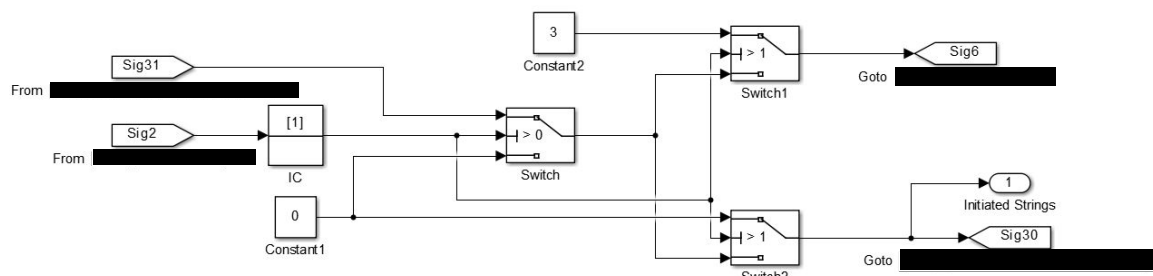 3
Constant2
> 1
Switch1
Sig6
Goto
Sig31
From
Sig2
From
[1]
IC
> 0
Switch
0
Constant1
> 1
Switch2
1
Initiated Strings
Sig30
Goto